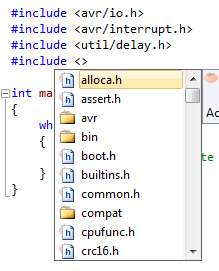 #include <avr/io.h>
#include <avr/interrupt.h>
#include <util/delay.h>
#include <>
alloca.h
int ma
assert.h
{
avr
wh
bin
{
boot.h
te
builtins.h
}
common.h
}
compat
cpufunc.h
crc16.h
Ac